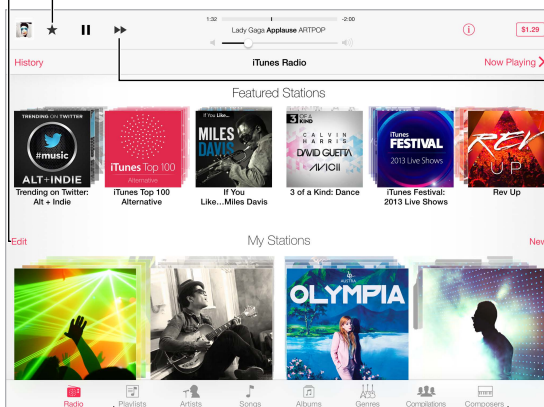 1:32 -2:00
Lady Gaga Applause ARTPOP
$1.29
History iTunes Radio Now Playing
Featured Stations
TRENDING ON TWITTER
#music
ALT+INDIE
iTunes Top 100
Alternative
If You Like...
MILES
DAVIS
3 OF A KIND
CALVIN
HARRIS
DAVID GUETTA
AVICII
iTunes
FESTIVAL
2013 Live Shows
REV
UP
Trending on Twitter:
Alt + Indie
iTunes Top 100
Alternative
If You
Like...Miles Davis
3 of a Kind: Dance
iTunes Festival:
2013 Live Shows
Rev Up
Edit My Stations New
AUSTRA
OLYMPIA
Radio Playlists Artists Songs Albums Genres Compilations Composers